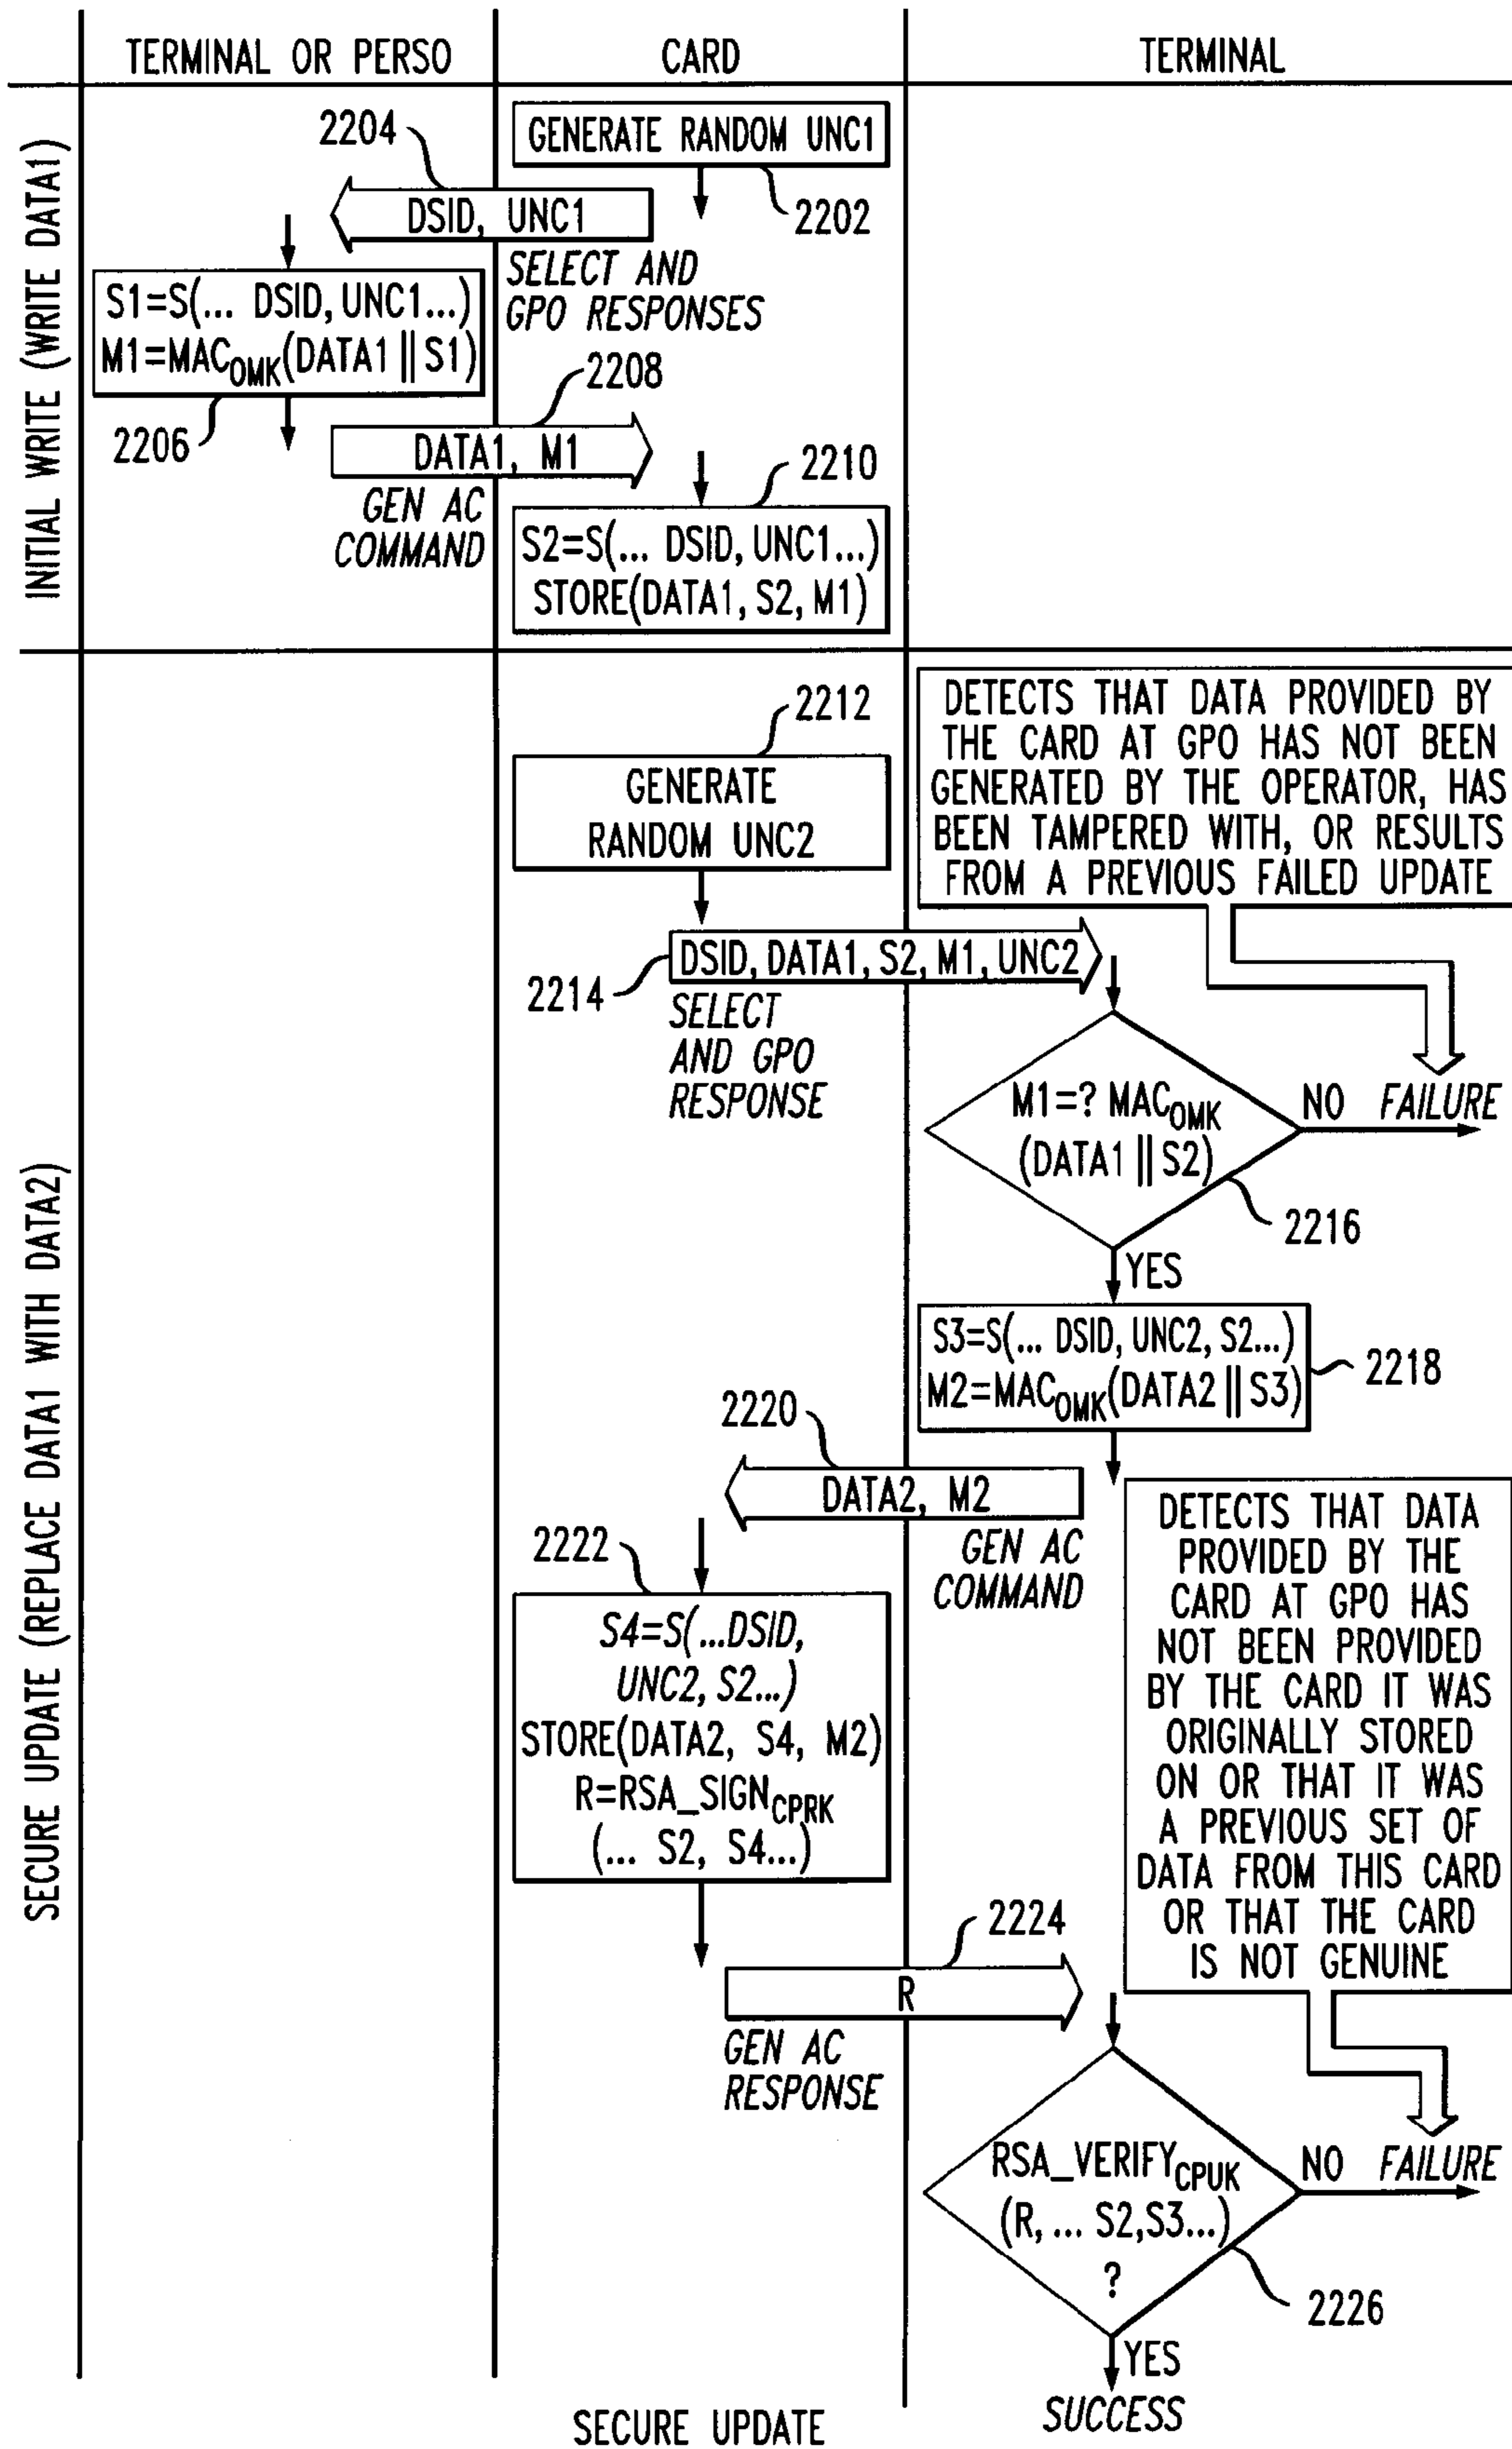 TERMINAL OR PERSO
CARD
TERMINAL
INITIAL WRITE (WRITE DATA1)
GENERATE RANDOM UNC1
2202
2204
DSID, UNC1
SELECT AND
GPO RESPONSES
S1=S(... DSID, UNC1...)
M1=MAC_OMK(DATA1 || S1)
2206
2208
DATA1, M1
GEN AC
COMMAND
2210
S2=S(... DSID, UNC1...)
STORE(DATA1, S2, M1)
SECURE UPDATE (REPLACE DATA1 WITH DATA2)
2212
GENERATE
RANDOM UNC2
DETECTS THAT DATA PROVIDED BY
THE CARD AT GPO HAS NOT BEEN
GENERATED BY THE OPERATOR, HAS
BEEN TAMPERED WITH, OR RESULTS
FROM A PREVIOUS FAILED UPDATE
2214
DSID, DATA1, S2, M1, UNC2
SELECT
AND GPO
RESPONSE
M1=? MAC_OMK
(DATA1 || S2)
NO FAILURE
2216
YES
S3=S(... DSID, UNC2, S2...)
M2=MAC_OMK(DATA2 || S3)
2218
2220
DATA2, M2
GEN AC
COMMAND
2222
S4=S(...DSID,
UNC2, S2...)
STORE(DATA2, S4, M2)
R=RSA_SIGN_CPRK
(... S2, S4...)
DETECTS THAT DATA
PROVIDED BY THE
CARD AT GPO HAS
NOT BEEN PROVIDED
BY THE CARD IT WAS
ORIGINALLY STORED
ON OR THAT IT WAS
A PREVIOUS SET OF
DATA FROM THIS CARD
OR THAT THE CARD
IS NOT GENUINE
2224
R
GEN AC
RESPONSE
RSA_VERIFY_CPUK
(R, ... S2,S3...)
?
NO FAILURE
2226
YES
SUCCESS
SECURE UPDATE